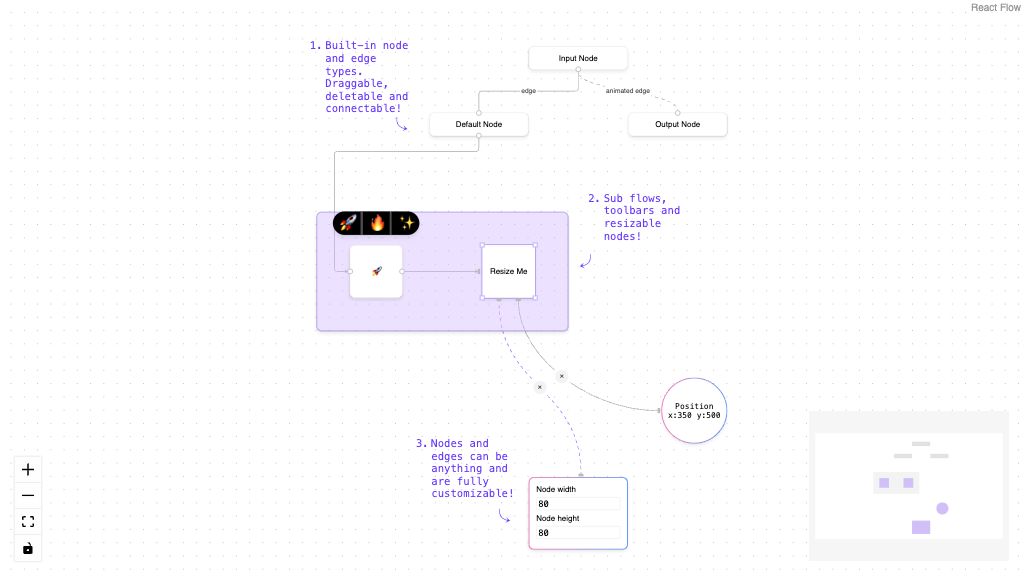 React Flow
1. Built-in node
and edge
types.
Draggable,
deletable and
connectable!
Input Node
edge
animated edge
Default Node
Output Node
2. Sub flows,
toolbars and
resizable
nodes!
Resize Me
×
×
Position
x:350 y:500
3. Nodes and
edges can be
anything and
are fully
customizable!
Node width
80
Node height
80